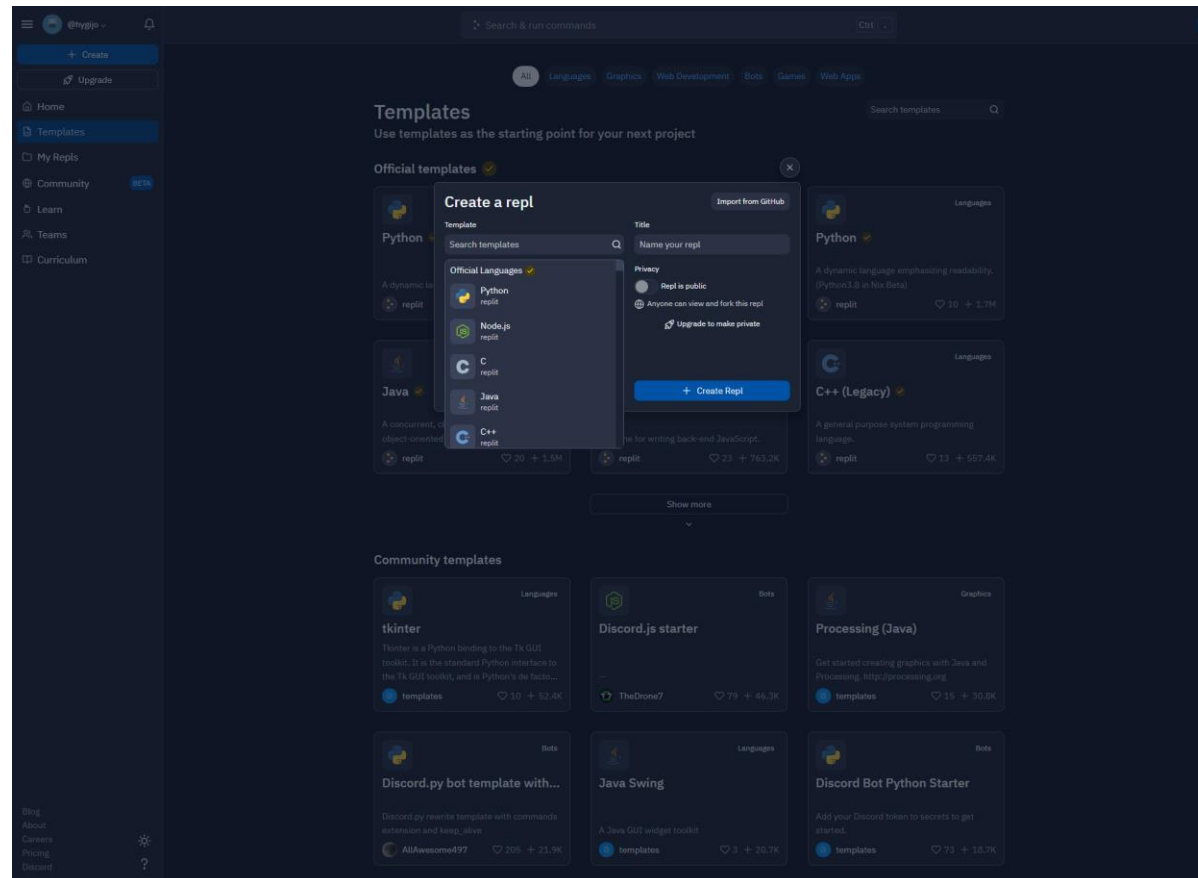 @hygijo
Search & run commands
Ctrl .
+ Create
Upgrade
Home
Templates
My Repls
Community BETA
Learn
Teams
Curriculum
Blog
About
Careers
Pricing
Discord
?
All Languages Graphics Web Development Bots Games Web Apps
Templates
Search templates
Use templates as the starting point for your next project
Official templates
Create a repl
Import from GitHub
Template
Search templates
Official Languages
Python
replit
Node.js
replit
C
replit
Java
replit
C++
replit
Title
Name your repl
Privacy
Repl is public
Anyone can view and fork this repl
Upgrade to make private
+ Create Repl
Python
A dynamic la
replit
Languages
Python
A dynamic language emphasizing readability.
(Python3.8 in Nix Beta)
replit 10 + 1.7M
Java
A concurrent, c
object-oriented
replit 20 + 1.5M
e for writing back-end JavaScript.
replit 23 + 763.2K
Languages
C++ (Legacy)
A general purpose system programming
language.
replit 13 + 557.4K
Show more
Community templates
Languages
tkinter
Tkinter is a Python binding to the Tk GUI
toolkit. It is the standard Python interface to
the Tk GUI toolkit, and is Python's de facto...
templates 10 + 52.4K
Bots
Discord.js starter
...
TheDrone7 79 + 46.3K
Graphics
Processing (Java)
Get started creating graphics with Java and
Processing. http://processing.org
templates 15 + 30.8K
Bots
Discord.py bot template with...
Discord.py rewrite template with commands
extension and keep_alive
AllAwesome497 205 + 21.9K
Languages
Java Swing
A Java GUI widget toolkit
templates 3 + 20.7K
Bots
Discord Bot Python Starter
Add your Discord token to secrets to get
started.
templates 73 + 18.7K